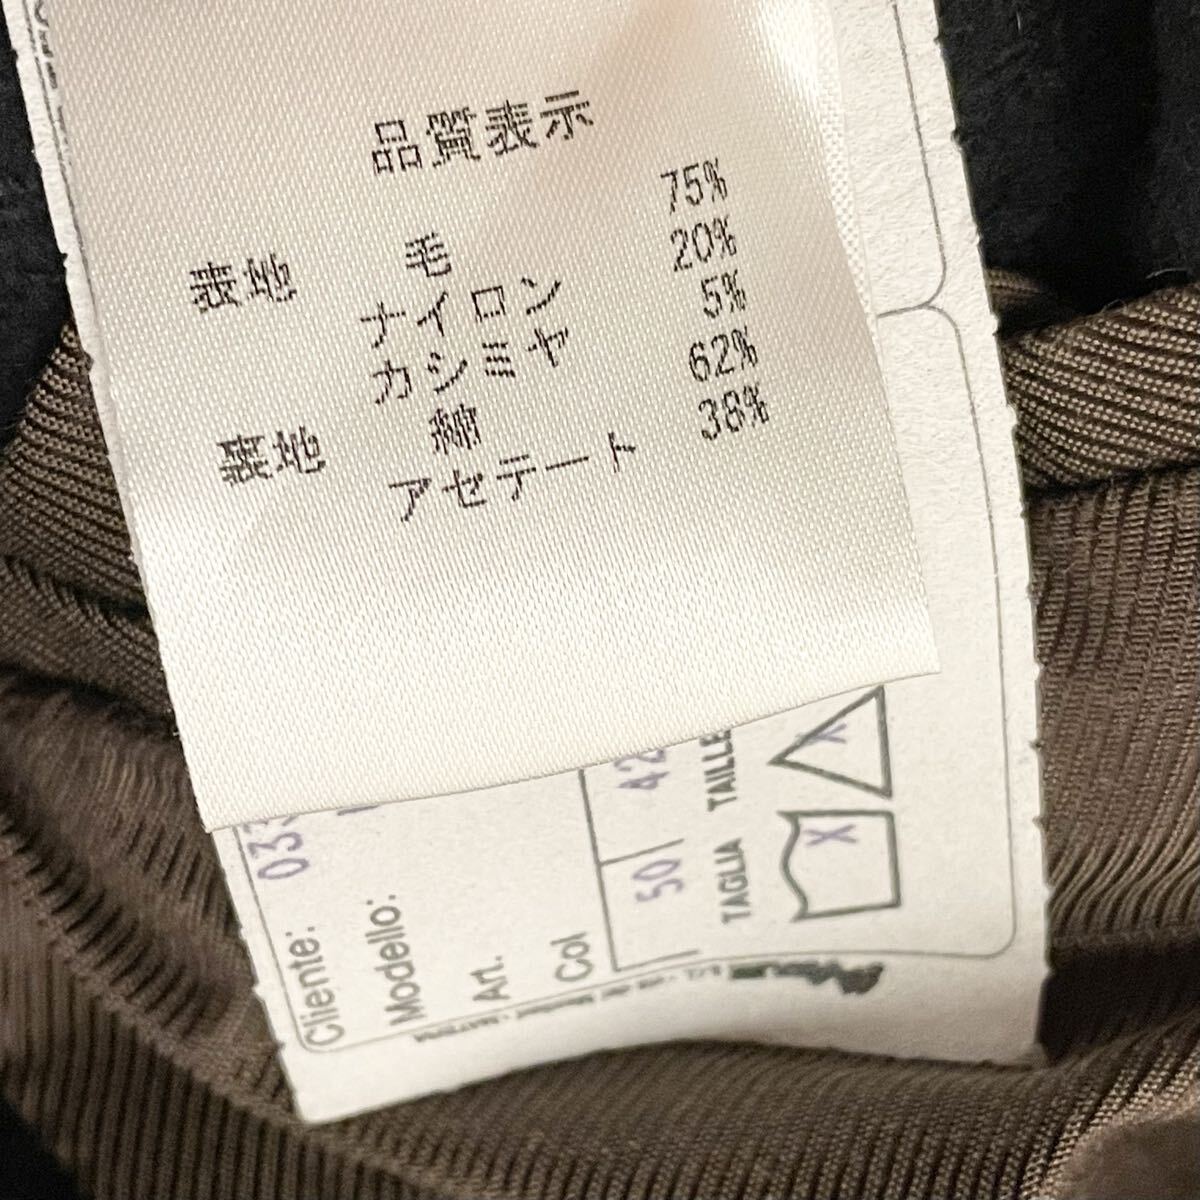 品質表示
表地 毛 75%
ナイロン 20%
カシミヤ 5%
裏地 綿 62%
アセテート 38%
Cliente: 033
Modello:
Art.
Col
50 42
TAGLIA TAILLE
X X